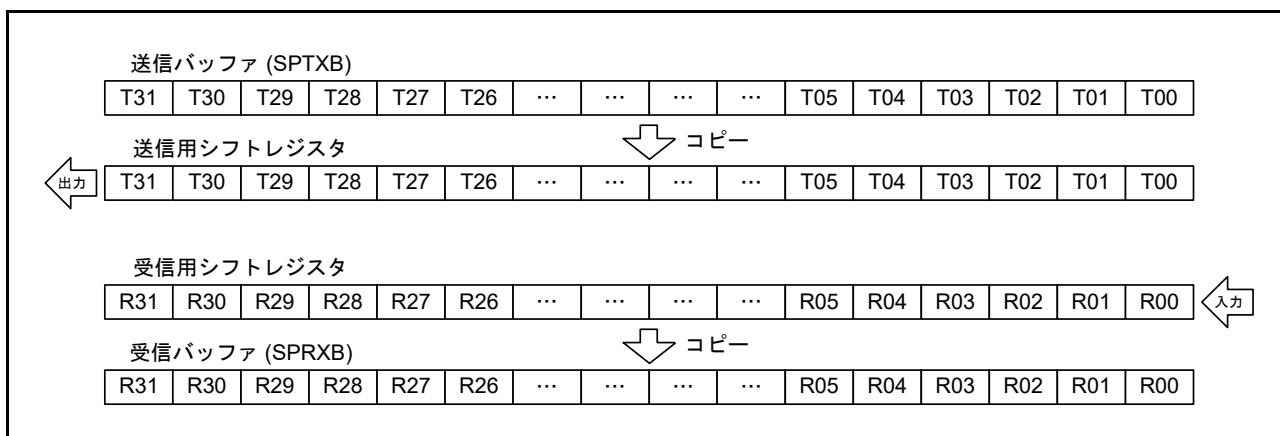 送信バッファ (SPTXB)
T31 T30 T29 T28 T27 T26 … … … … T05 T04 T03 T02 T01 T00
コピー
送信用シフトレジスタ
出力 T31 T30 T29 T28 T27 T26 … … … … T05 T04 T03 T02 T01 T00
受信用シフトレジスタ
R31 R30 R29 R28 R27 R26 … … … … R05 R04 R03 R02 R01 R00 入力
コピー
受信バッファ (SPRXB)
R31 R30 R29 R28 R27 R26 … … … … R05 R04 R03 R02 R01 R00